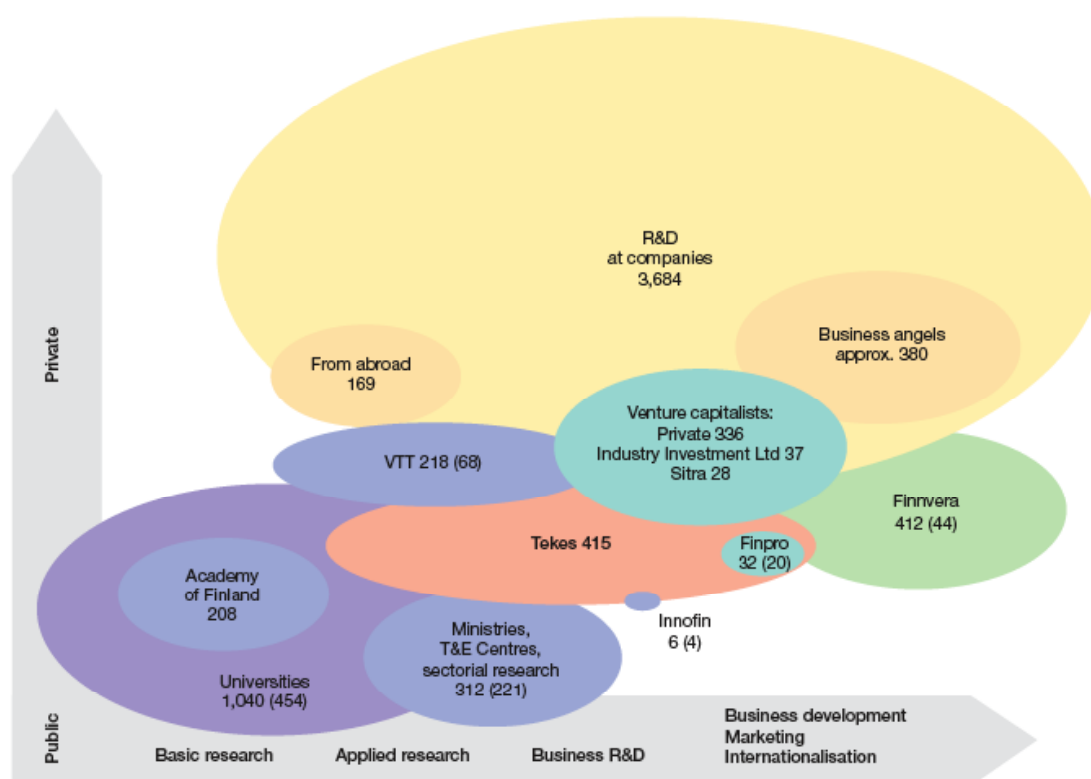 R&D
at companies
3,684
Business angels
approx. 380
From abroad
169
Venture capitalists:
Private 336
Industry Investment Ltd 37
Sitra 28
VTT 218 (68)
Finnvera
412 (44)
Tekes 415
Finpro
32 (20)
Academy
of Finland
208
Innofin
6 (4)
Ministries,
T&E Centres,
sectorial research
312 (221)
Universities
1,040 (454)
Private
Public
Basic research
Applied research
Business R&D
Business development
Marketing
Internationalisation